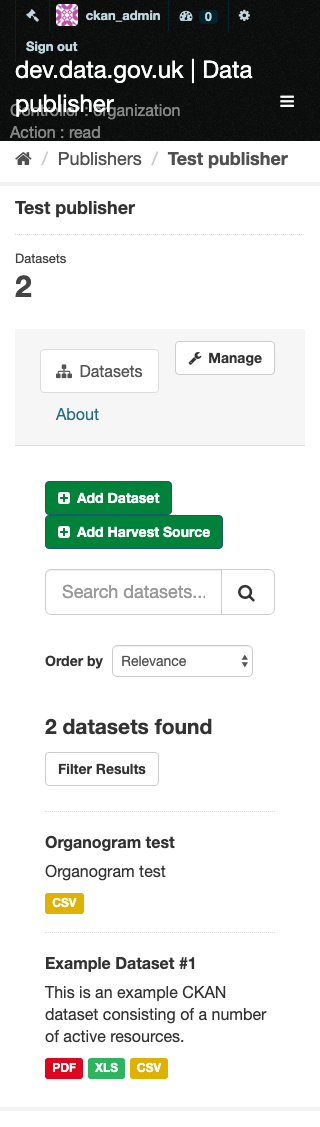 ckan_admin 0
Sign out
dev.data.gov.uk | Data
publisher
Controller : organization
Action : read
/ Publishers / Test publisher
Test publisher
Datasets
2
Datasets
Manage
About
Add Dataset
Add Harvest Source
Search datasets...
Order by Relevance
2 datasets found
Filter Results
Organogram test
Organogram test
CSV
Example Dataset #1
This is an example CKAN
dataset consisting of a number
of active resources.
PDF XLS CSV